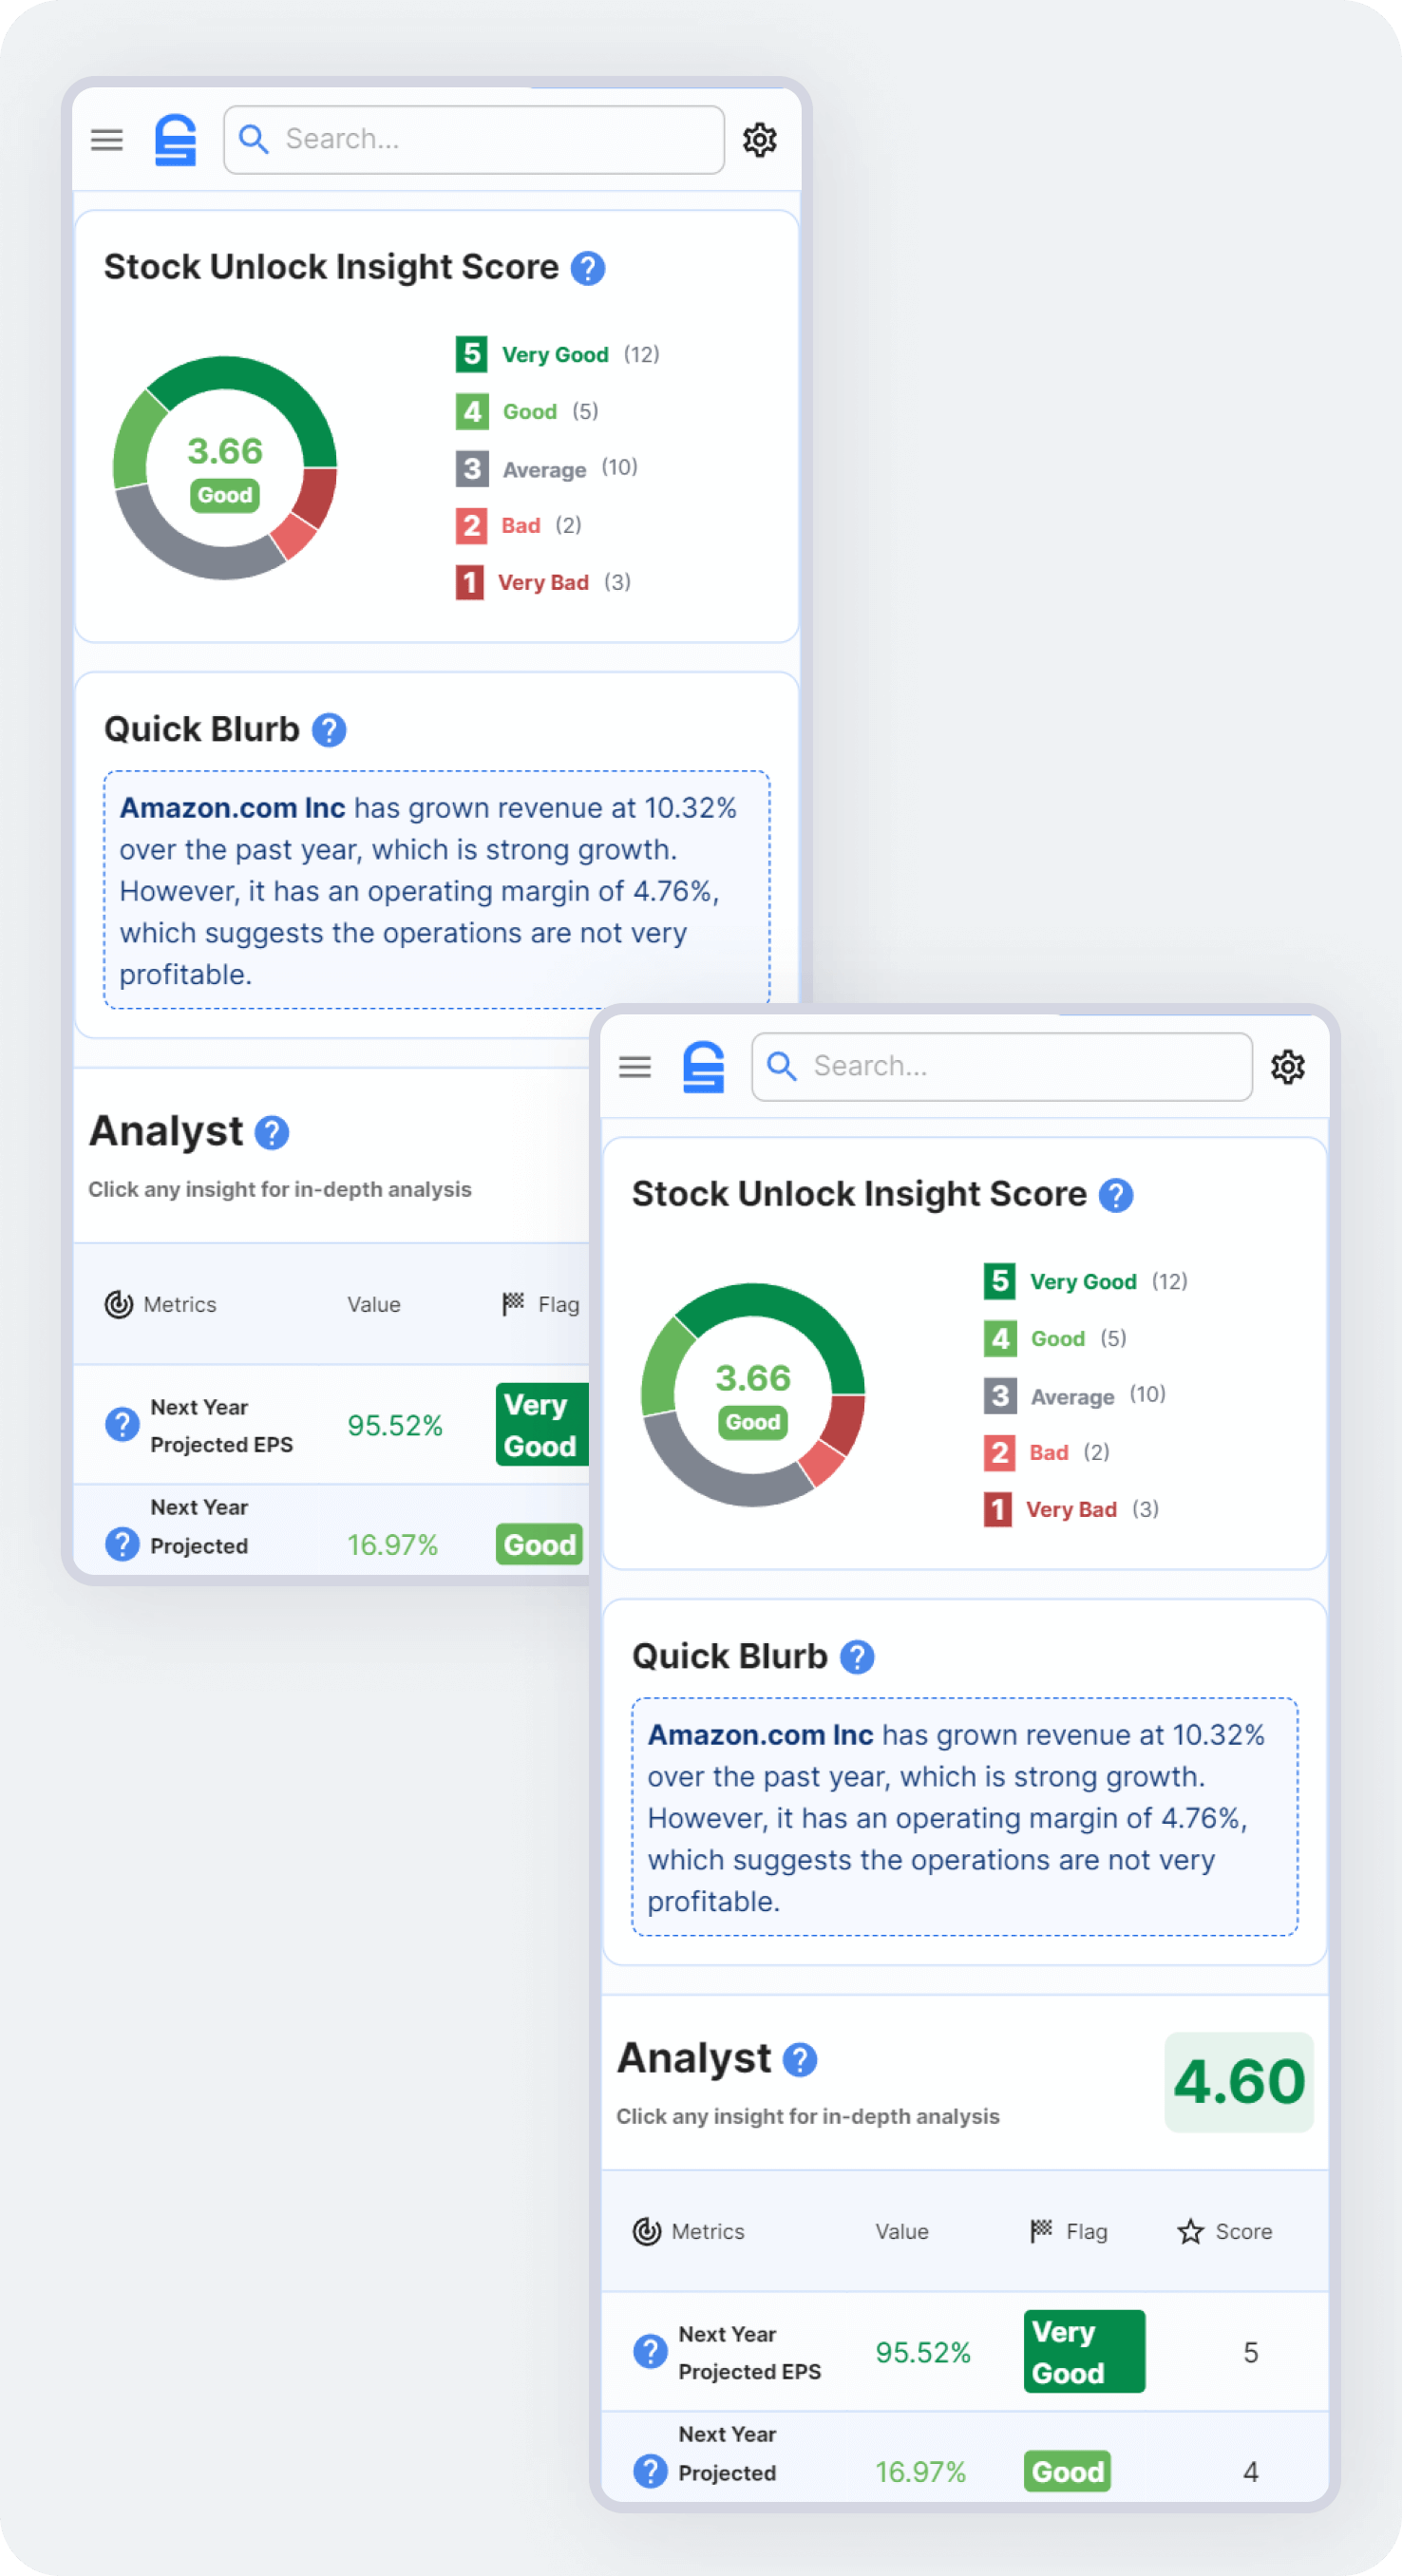 Search...
Stock Unlock Insight Score ?
3.66
Good
5 Very Good (12)
4 Good (5)
3 Average (10)
2 Bad (2)
1 Very Bad (3)
Quick Blurb ?
Amazon.com Inc has grown revenue at 10.32%
over the past year, which is strong growth.
However, it has an operating margin of 4.76%,
which suggests the operations are not very
profitable.
Analyst ?
Click any insight for in-depth analysis
Metrics Value Flag
? Next Year
Projected EPS
95.52%
Very
Good
? Next Year
Projected
16.97%
Good
Search...
Stock Unlock Insight Score ?
3.66
Good
5 Very Good (12)
4 Good (5)
3 Average (10)
2 Bad (2)
1 Very Bad (3)
Quick Blurb ?
Amazon.com Inc has grown revenue at 10.32%
over the past year, which is strong growth.
However, it has an operating margin of 4.76%,
which suggests the operations are not very
profitable.
Analyst ?
4.60
Click any insight for in-depth analysis
Metrics Value Flag Score
? Next Year
Projected EPS
95.52%
Very
Good
5
? Next Year
Projected
16.97%
Good
4